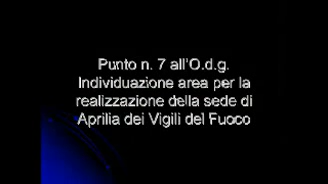 Punto n. 7 all'O.d.g.
Individuazione area per la
realizzazione della sede di
Aprilia dei Vigili del Fuoco